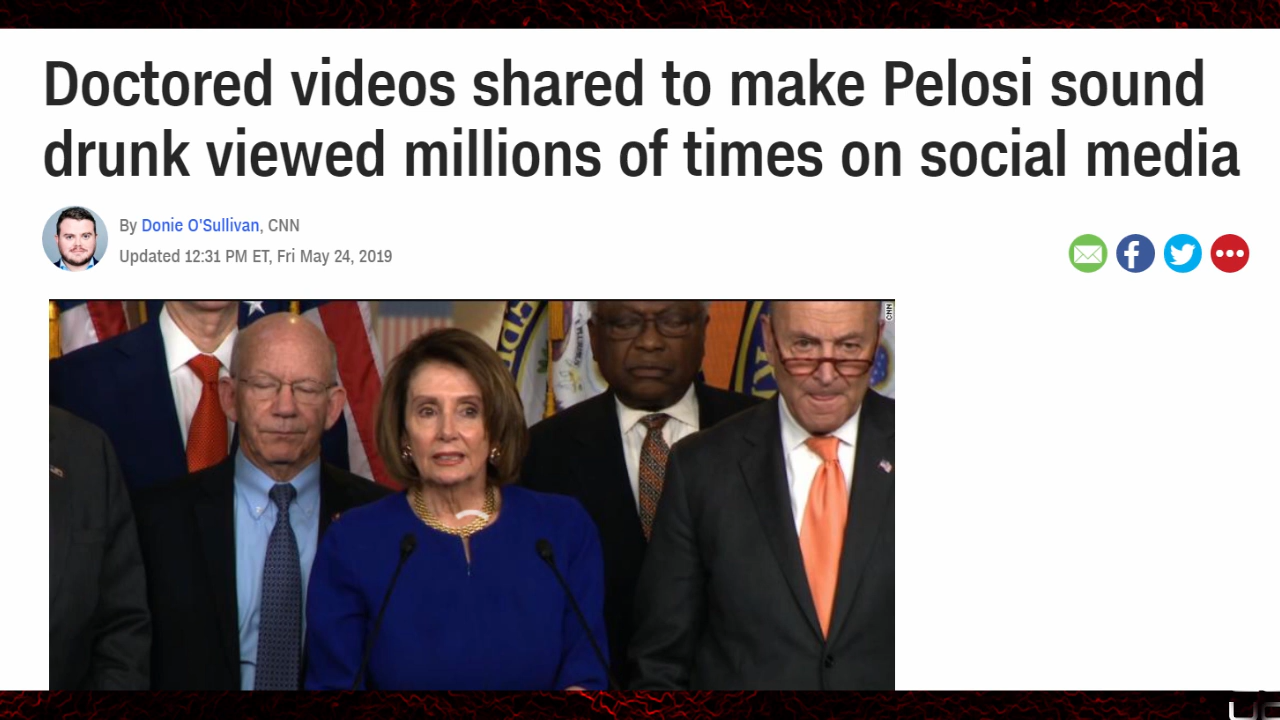 Doctored videos shared to make Pelosi sound
drunk viewed millions of times on social media
By Donie O'Sullivan, CNN
Updated 12:31 PM ET, Fri May 24, 2019
CNN